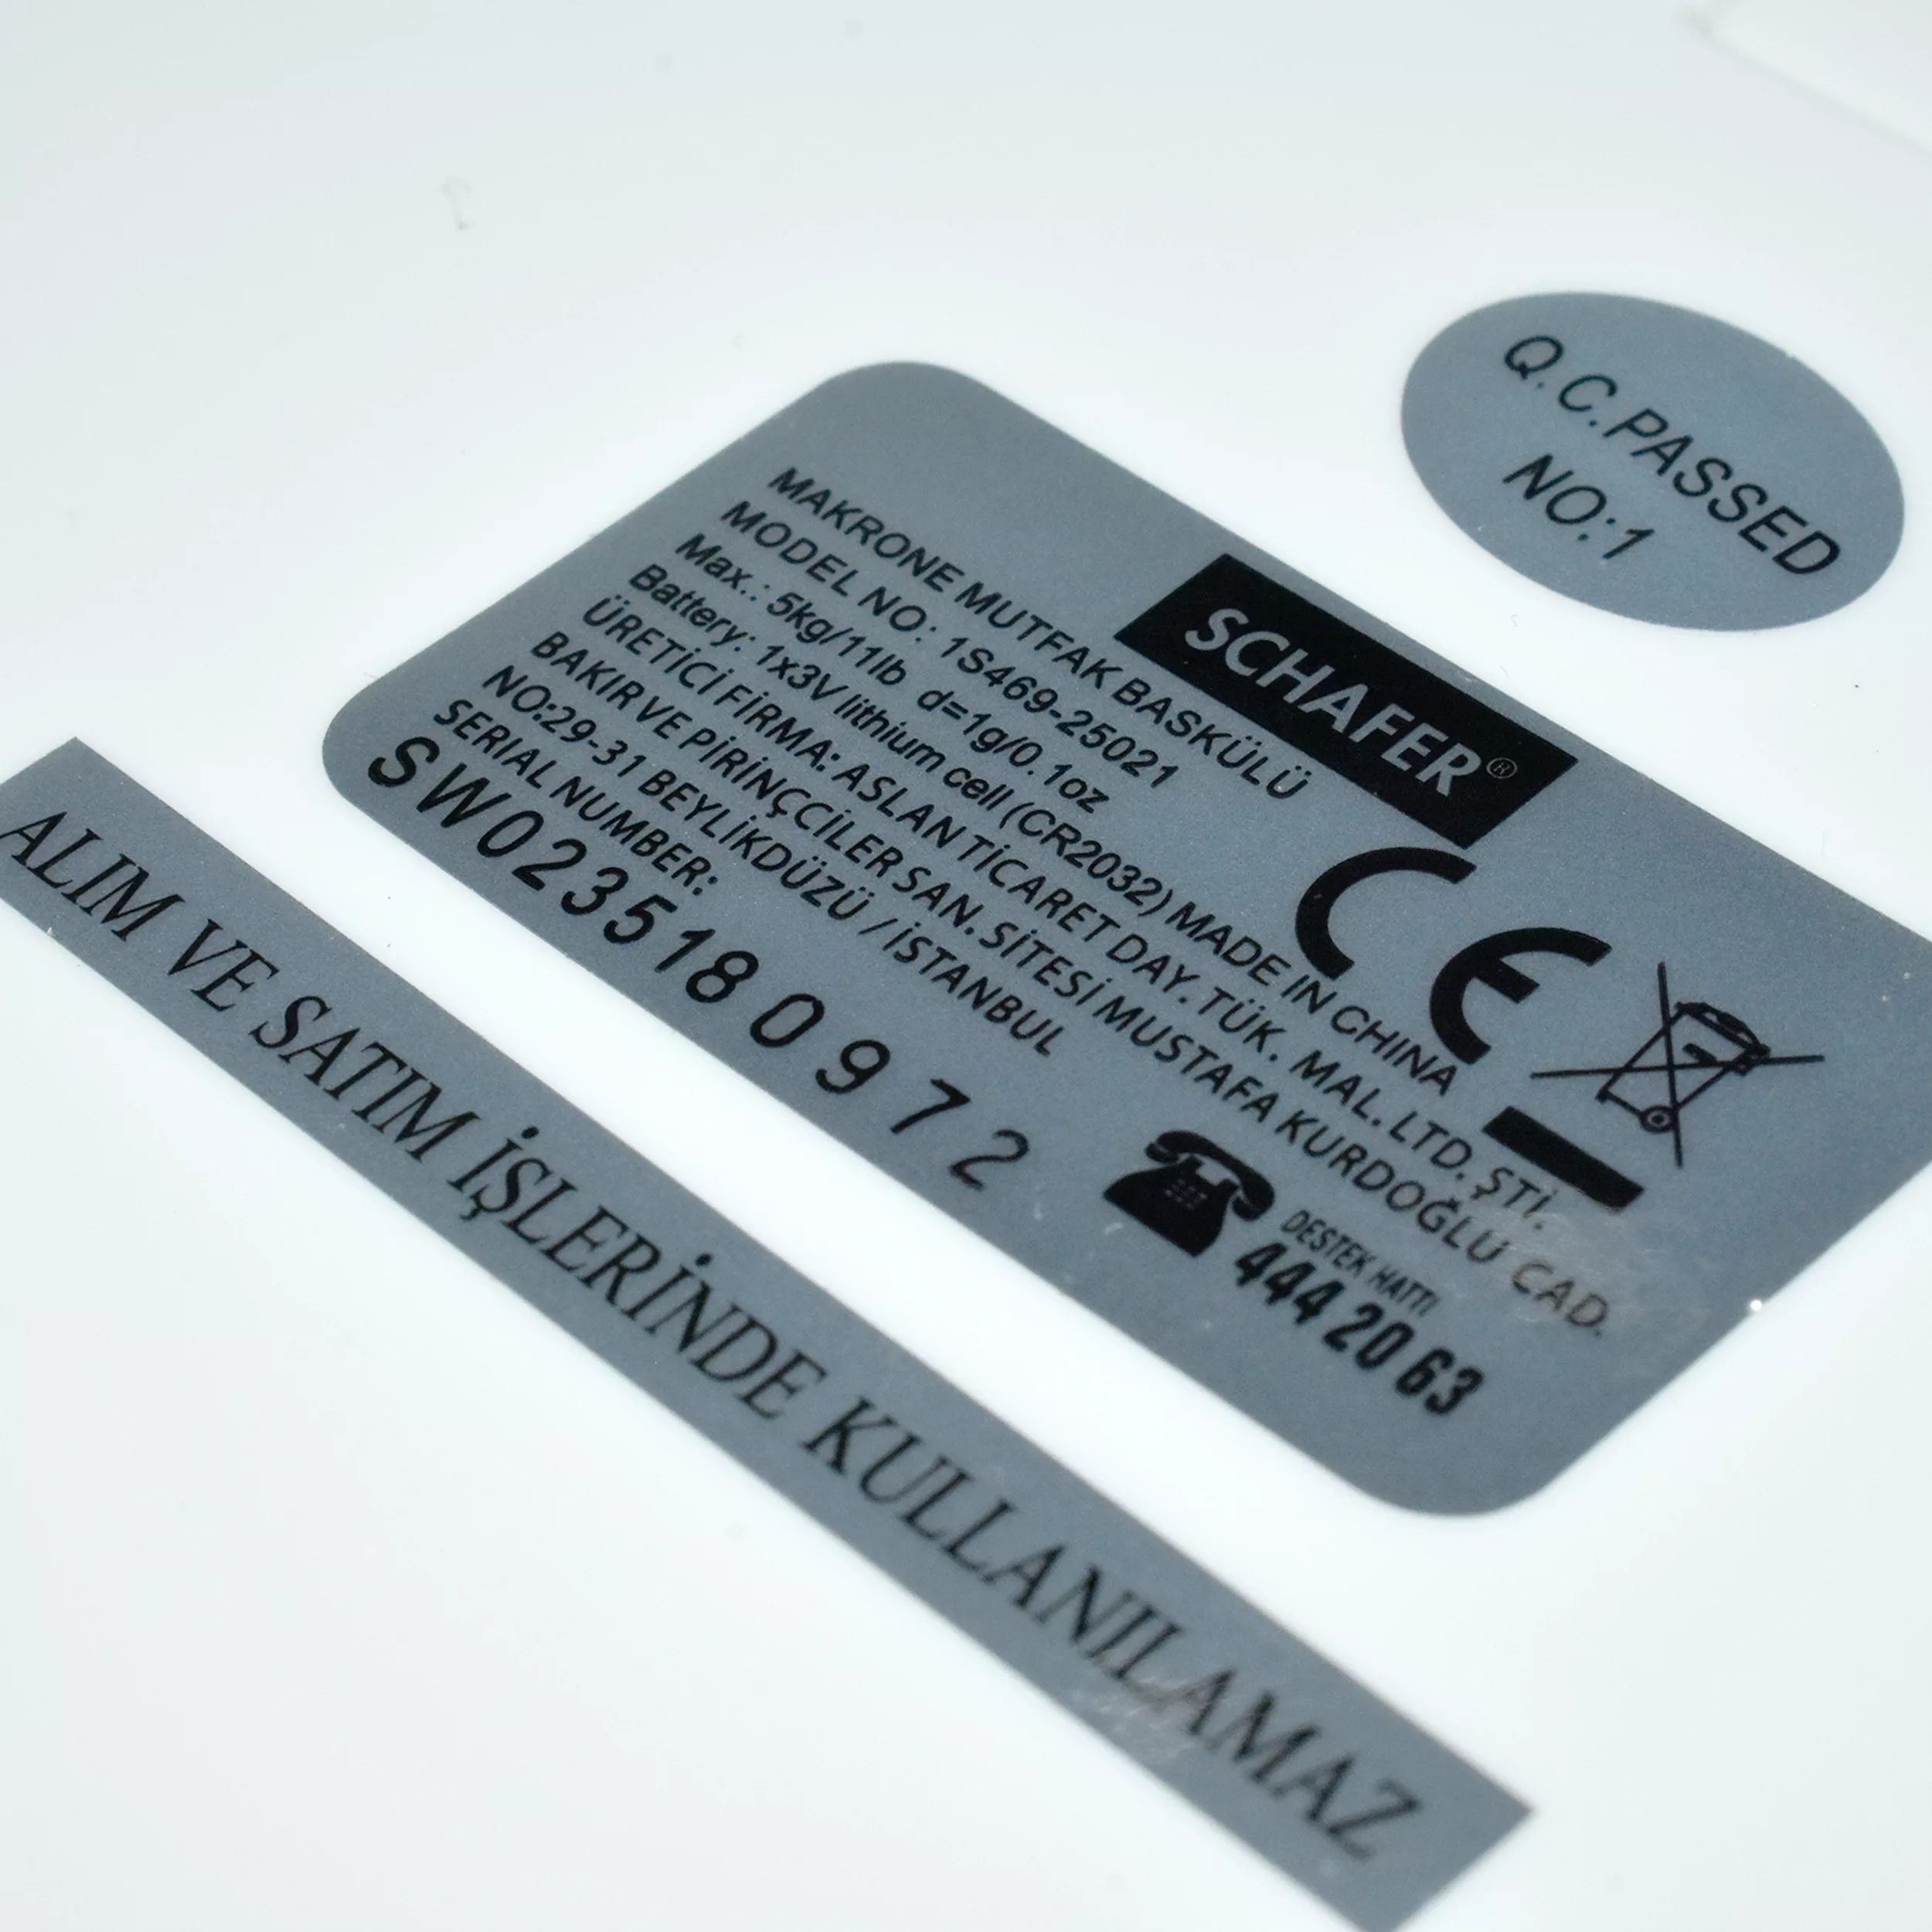 Q.C.PASSED
NO:1
SCHAFER®
MAKRONE MUTFAK BASKÜLÜ
MODEL NO: 1S469-25021
Max.: 5kg/11lb d=1g/0.1oz
Battery: 1x3V lithium cell (CR2032) MADE IN CHINA
ÜRETİCİ FİRMA: ASLAN TİCARET DAY. TÜK. MAL. LTD. ŞTİ.
BAKIR VE PİRİNÇÇİLER SAN. SİTESİ MUSTAFA KURDOĞLU CAD.
NO:29-31 BEYLİKDÜZÜ / İSTANBUL
SERIAL NUMBER:
SW0235180972
CE
DESTEK HATTI
444 20 63
ALIM VE SATIM İŞLERİNDE KULLANILAMAZ